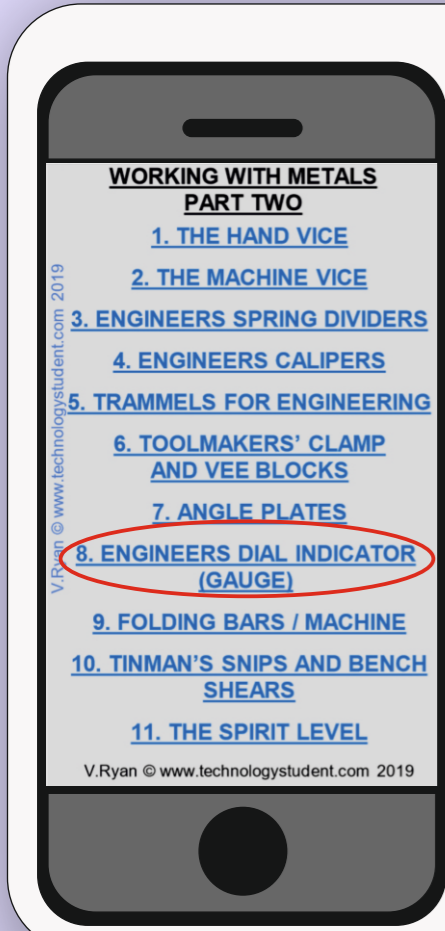 WORKING WITH METALS
PART TWO
1. THE HAND VICE
2. THE MACHINE VICE
3. ENGINEERS SPRING DIVIDERS
4. ENGINEERS CALIPERS
5. TRAMMELS FOR ENGINEERING
6. TOOLMAKERS' CLAMP
AND VEE BLOCKS
7. ANGLE PLATES
8. ENGINEERS DIAL INDICATOR
(GAUGE)
9. FOLDING BARS / MACHINE
10. TINMAN'S SNIPS AND BENCH
SHEARS
11. THE SPIRIT LEVEL
V.Ryan © www.technologystudent.com 2019
V.Ryan © www.technologystudent.com 2019